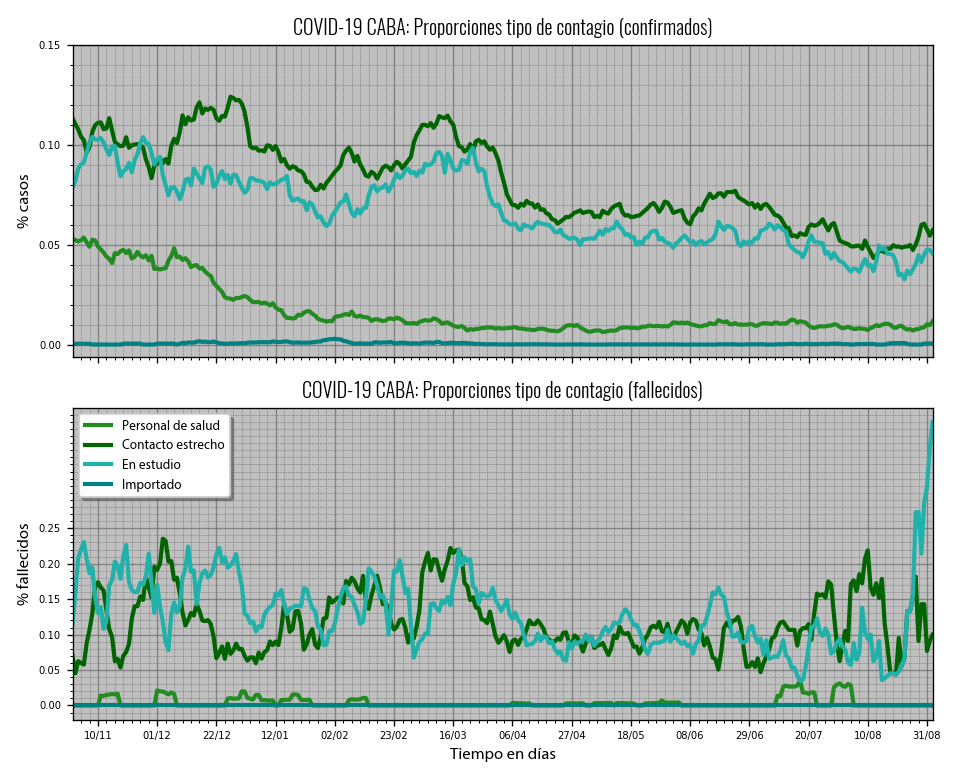 COVID-19 CABA: Proporciones tipo de contagio (confirmados)
0.15
0.10
0.05
0.00
% casos
COVID-19 CABA: Proporciones tipo de contagio (fallecidos)
Personal de salud
Contacto estrecho
En estudio
Importado
0.25
0.20
0.15
0.10
0.05
0.00
% fallecidos
10/11 01/12 22/12 12/01 02/02 23/02 16/03 06/04 27/04 18/05 08/06 29/06 20/07 10/08 31/08
Tiempo en días